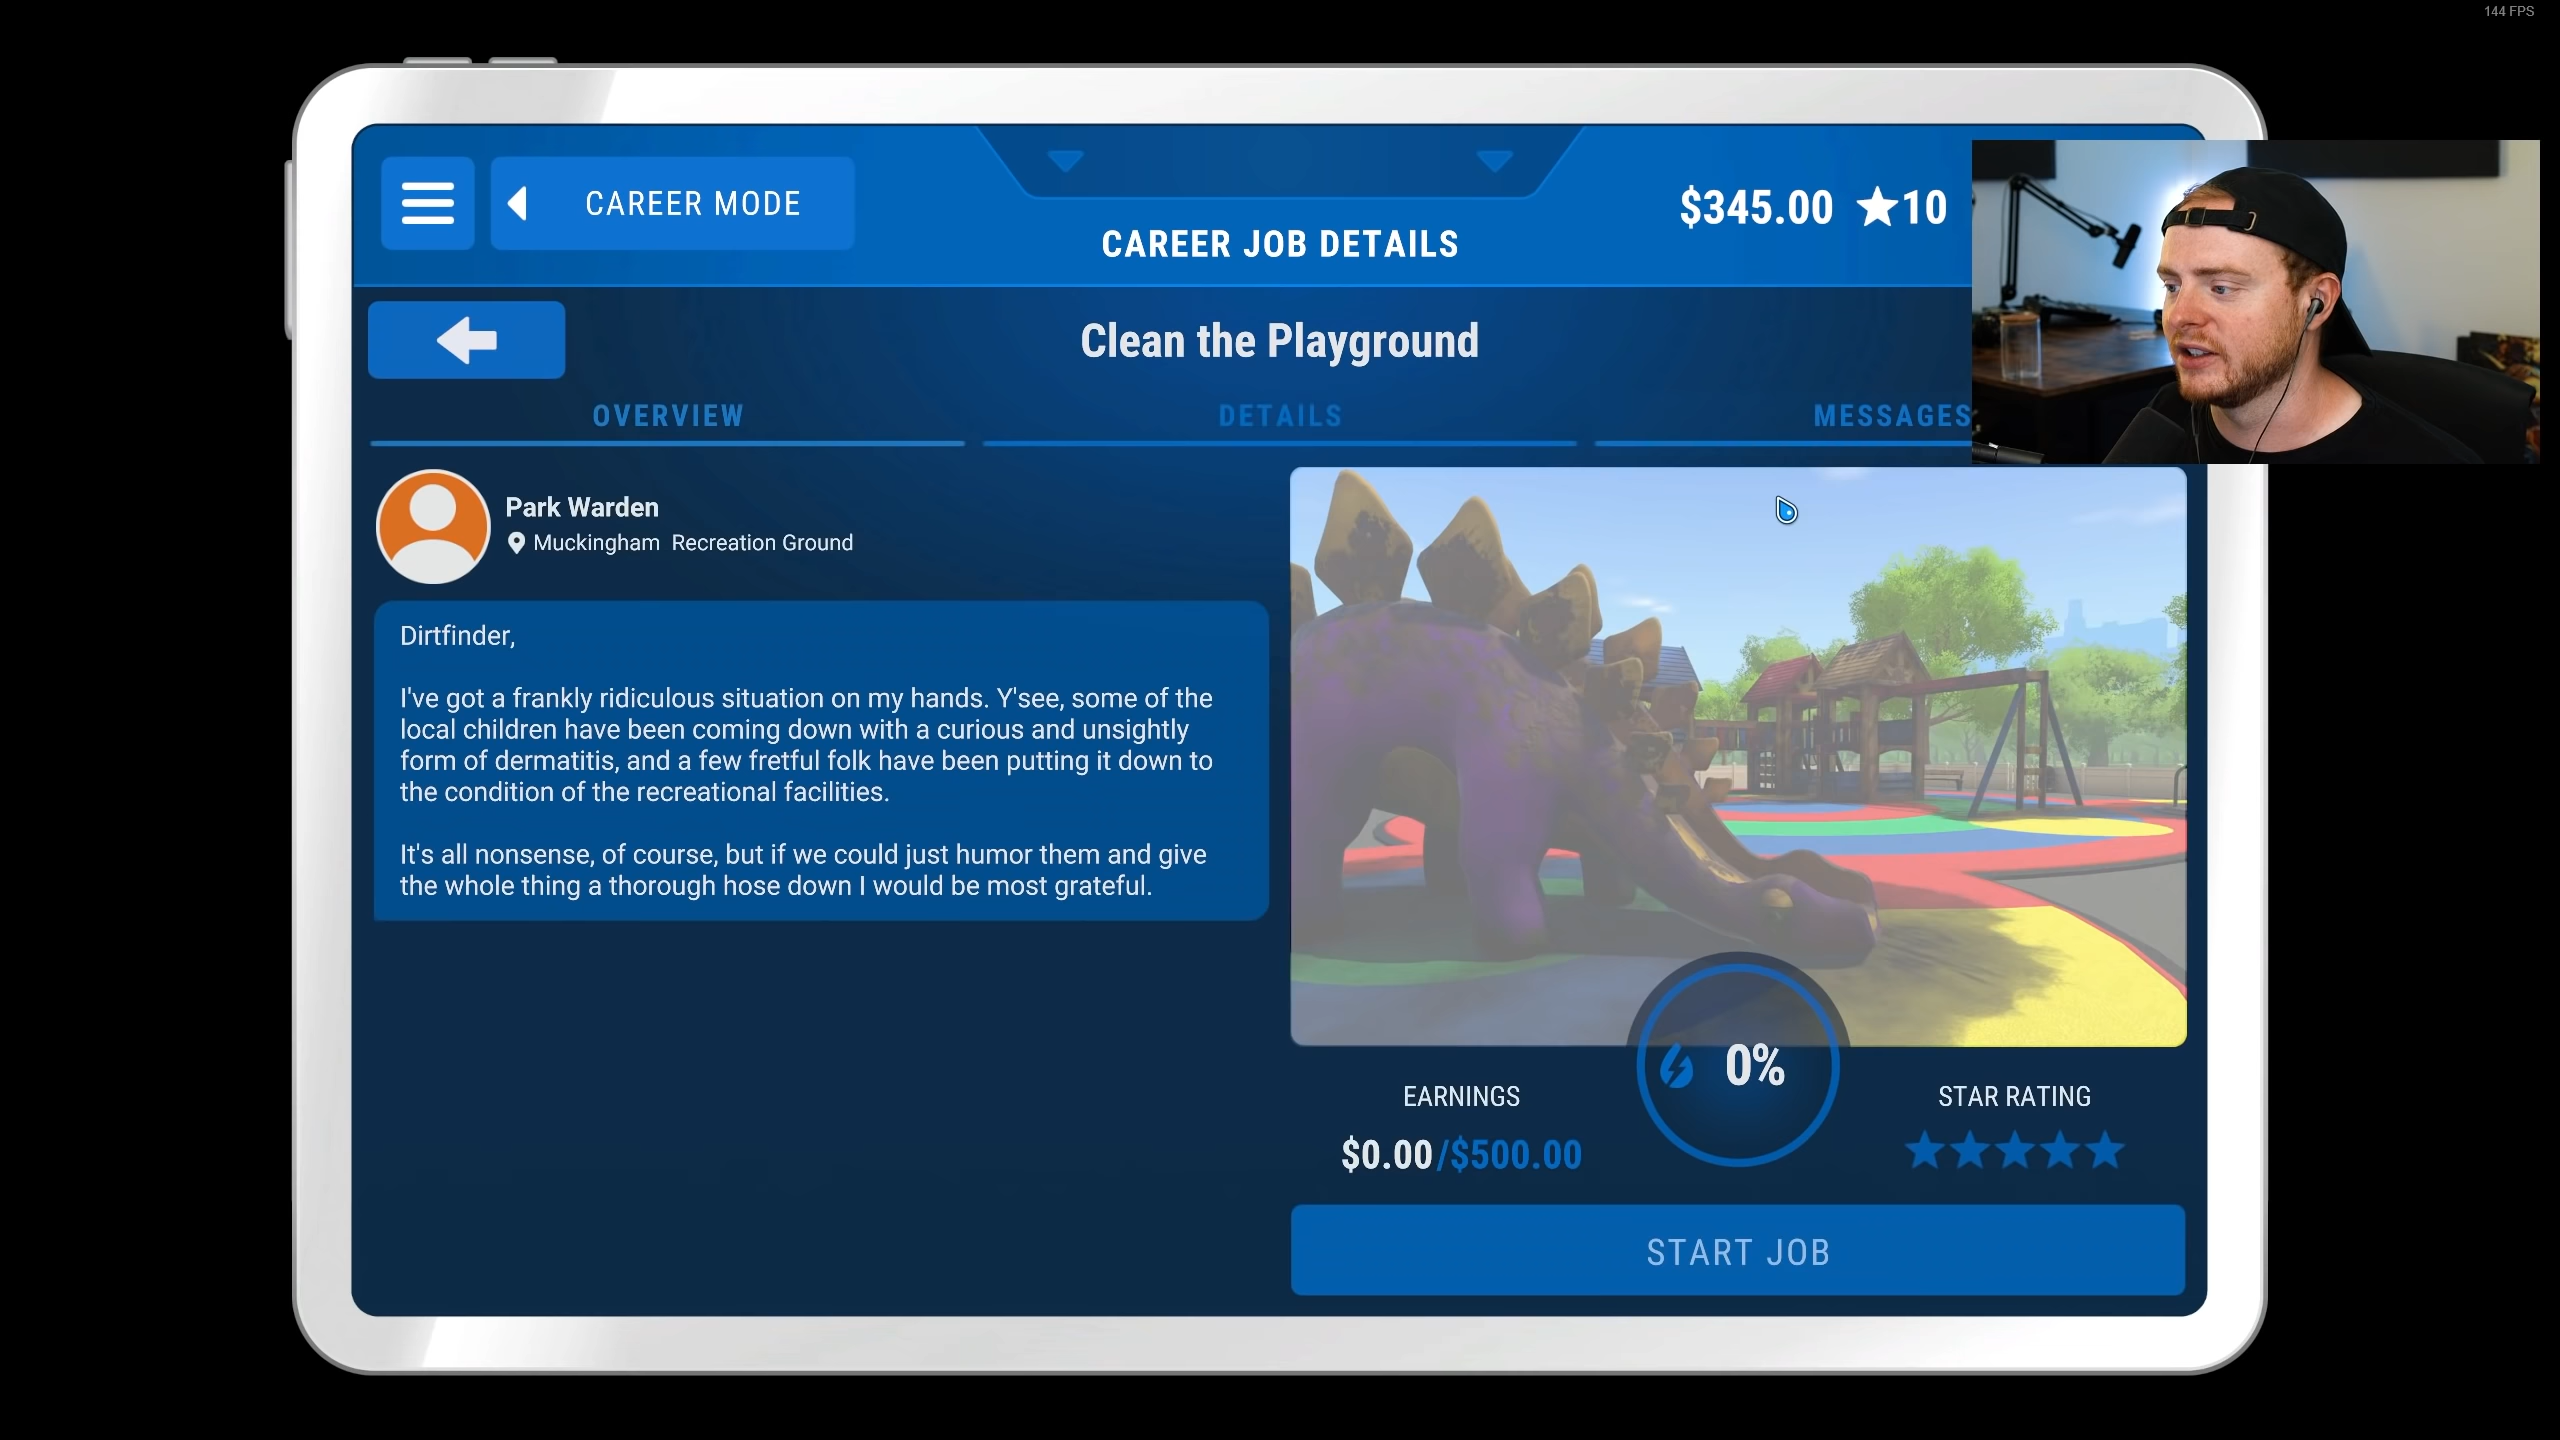 144 FPS
CAREER MODE
CAREER JOB DETAILS
$345.00 ★10
Clean the Playground
OVERVIEW
DETAILS
MESSAGES
Park Warden
Muckingham Recreation Ground
Dirtfinder,
I've got a frankly ridiculous situation on my hands. Y'see, some of the
local children have been coming down with a curious and unsightly
form of dermatitis, and a few fretful folk have been putting it down to
the condition of the recreational facilities.
It's all nonsense, of course, but if we could just humor them and give
the whole thing a thorough hose down I would be most grateful.
0%
EARNINGS
$0.00/$500.00
STAR RATING
START JOB